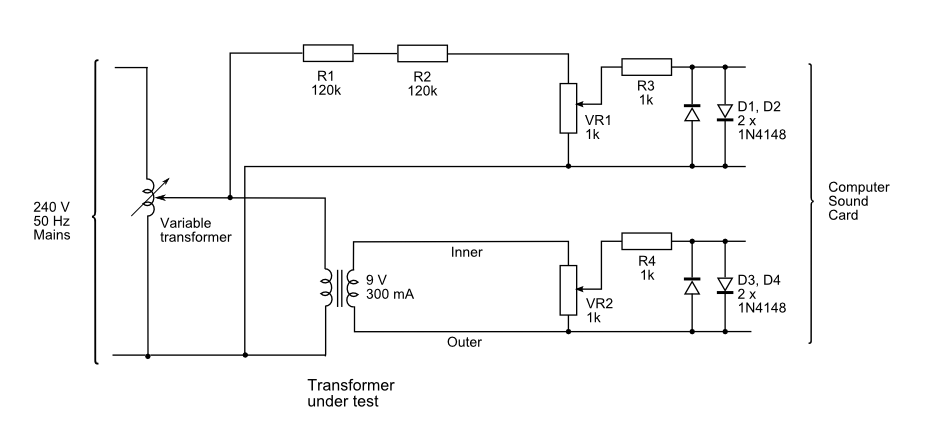 R1
120k
R2
120k
R3
1k
VR1
1k
D1, D2
2 x
1N4148
240 V
50 Hz
Mains
Variable
transformer
Computer
Sound
Card
Inner
9 V
300 mA
R4
1k
VR2
1k
D3, D4
2 x
1N4148
Outer
Transformer
under test